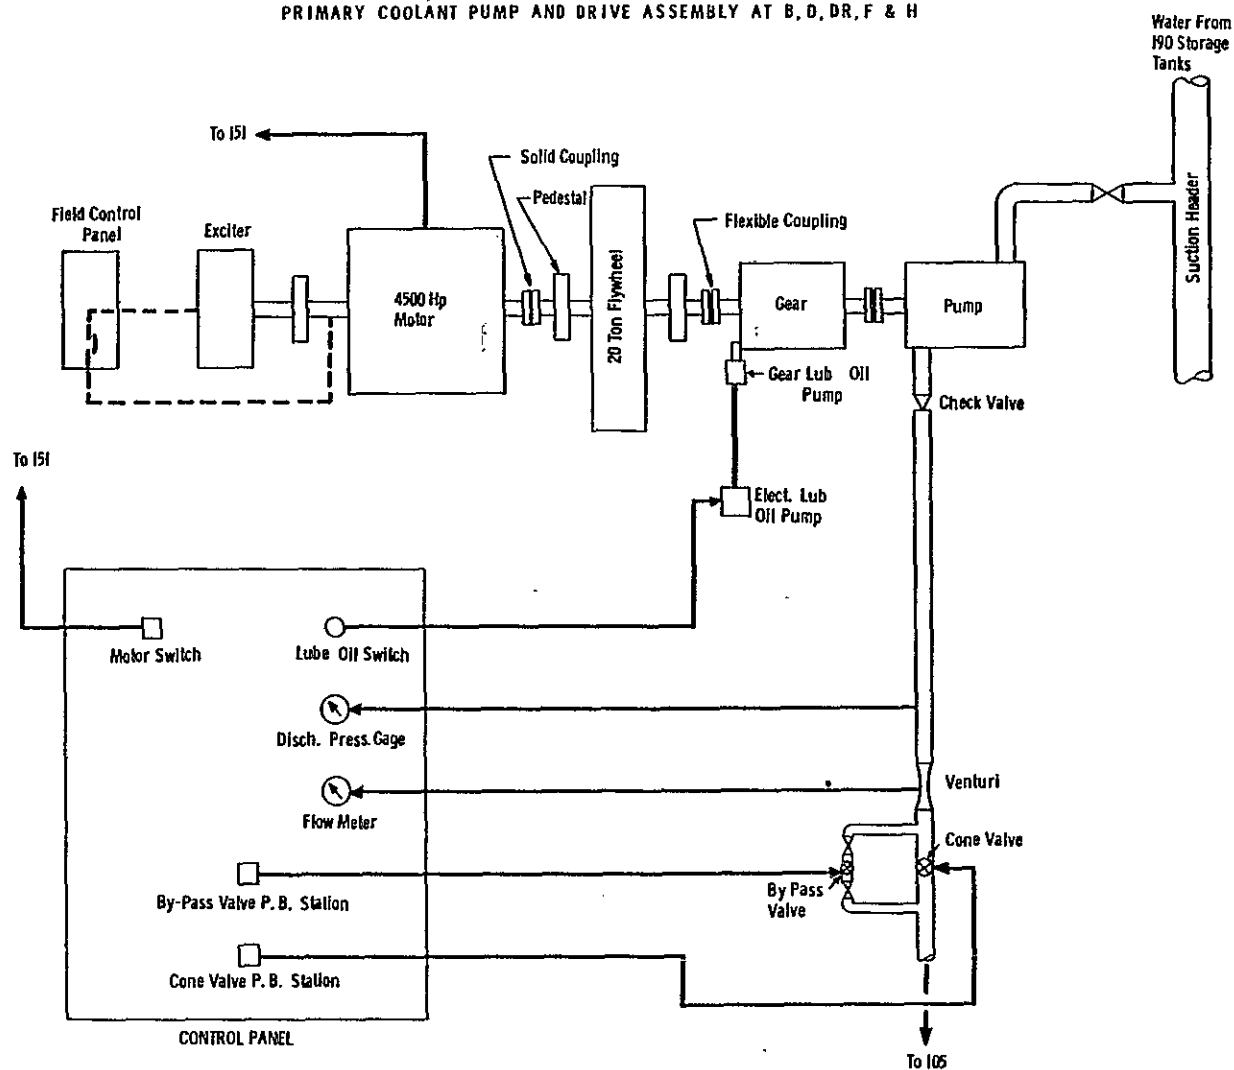 PRIMARY COOLANT PUMP AND DRIVE ASSEMBLY AT B, D, DR, F & H
Water From
190 Storage
Tanks
To 151
Solid Coupling
Pedestal
Field Control
Panel
Exciter
Flexible Coupling
4500 Hp
Motor
20 Ton Flywheel
Gear
Pump
Suction Header
Gear Lub Oil
Pump
Check Valve
To 151
Elect. Lub
Oil Pump
Motor Switch
Lube Oil Switch
Disch. Press. Gage
Venturi
Flow Meter
Cone Valve
By Pass
Valve
By-Pass Valve P.B. Station
Cone Valve P.B. Station
CONTROL PANEL
To 105